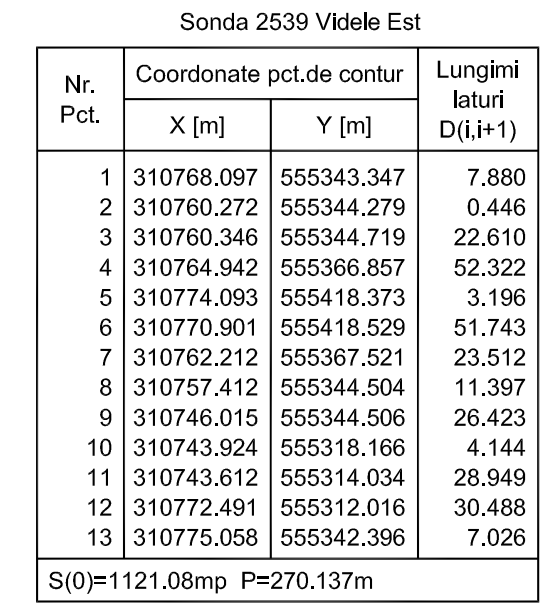 Sonda 2539 Videle Est
Nr. Pct. Coordonate pct.de contur Lungimi laturi D(i,i+1)
X [m] Y [m]
1 310768.097 555343.347 7.880
2 310760.272 555344.279 0.446
3 310760.346 555344.719 22.610
4 310764.942 555366.857 52.322
5 310774.093 555418.373 3.196
6 310770.901 555418.529 51.743
7 310762.212 555367.521 23.512
8 310757.412 555344.504 11.397
9 310746.015 555344.506 26.423
10 310743.924 555318.166 4.144
11 310743.612 555314.034 28.949
12 310772.491 555312.016 30.488
13 310775.058 555342.396 7.026
S(0)=1121.08mp P=270.137m